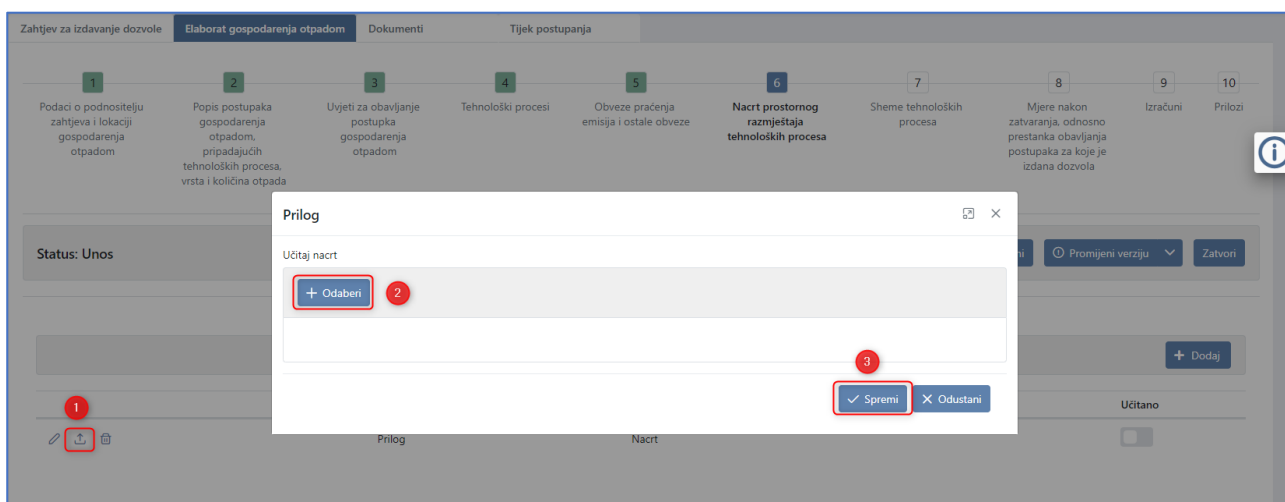 Zahtjev za izdavanje dozvole
Elaborat gospodarenja otpadom
Dokumenti
Tijek postupanja
1
2
3
4
5
6
7
8
9
10
Podaci o podnositelju
zahtjeva i lokaciji
gospodarenja
otpadom
Popis postupaka
gospodarenja
otpadom,
pripadajućih
tehnoloških procesa,
vrsta i količina otpada
Uvjeti za obavljanje
postupka
gospodarenja
otpadom
Tehnološki procesi
Obveze praćenja
emisija i ostale obveze
Nacrt prostornog
razmještaja
tehnoloških procesa
Sheme tehnoloških
procesa
Mjere nakon
zatvaranja, odnosno
prestanka obavljanja
postupaka za koje je
izdana dozvola
Izračuni
Prilozi
Prilog
Učitaj nacrt
Status: Unos
Promijeni verziju
Zatvori
+ Odaberi
2
+ Dodaj
3
Spremi
Odustani
1
Učitano
Prilog
Nacrt